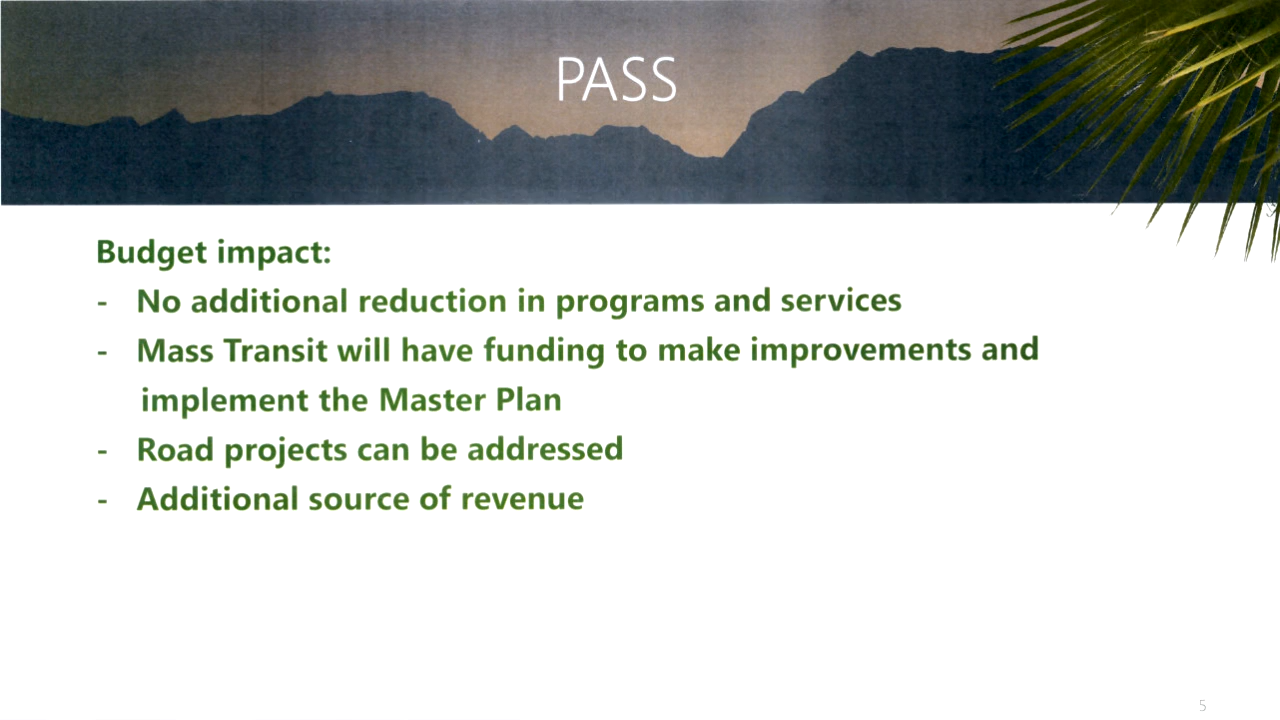 PASS
Budget impact:
- No additional reduction in programs and services
- Mass Transit will have funding to make improvements and
implement the Master Plan
- Road projects can be addressed
- Additional source of revenue
5